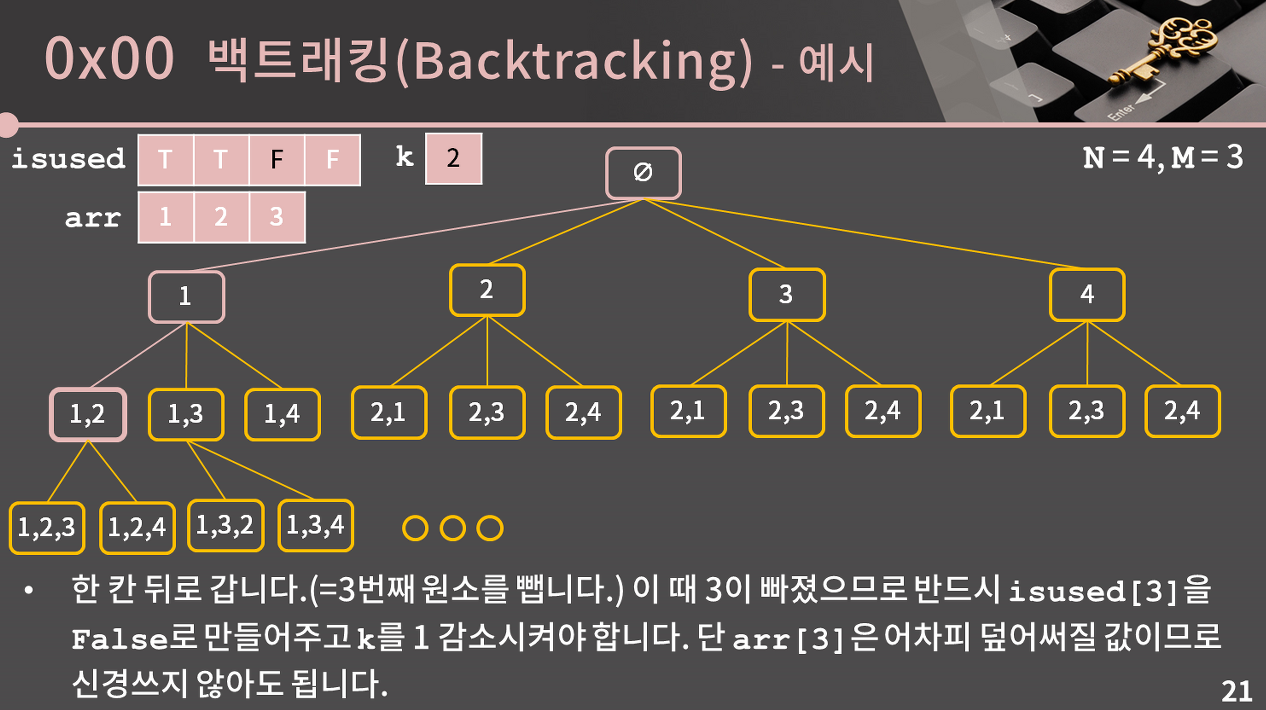 0x00 백트래킹(Backtracking) - 예시
isused T T F F k 2 N = 4, M = 3
arr 1 2 3
∅
1 2 3 4
1,2 1,3 1,4 2,1 2,3 2,4 2,1 2,3 2,4 2,1 2,3 2,4
1,2,3 1,2,4 1,3,2 1,3,4
• 한 칸 뒤로 갑니다.(=3번째 원소를 뺍니다.) 이 때 3이 빠졌으므로 반드시 isused[3]을
False로 만들어주고 k를 1 감소시켜야 합니다. 단 arr[3]은 어차피 덮어써질 값이므로
신경쓰지 않아도 됩니다.
21
Enter